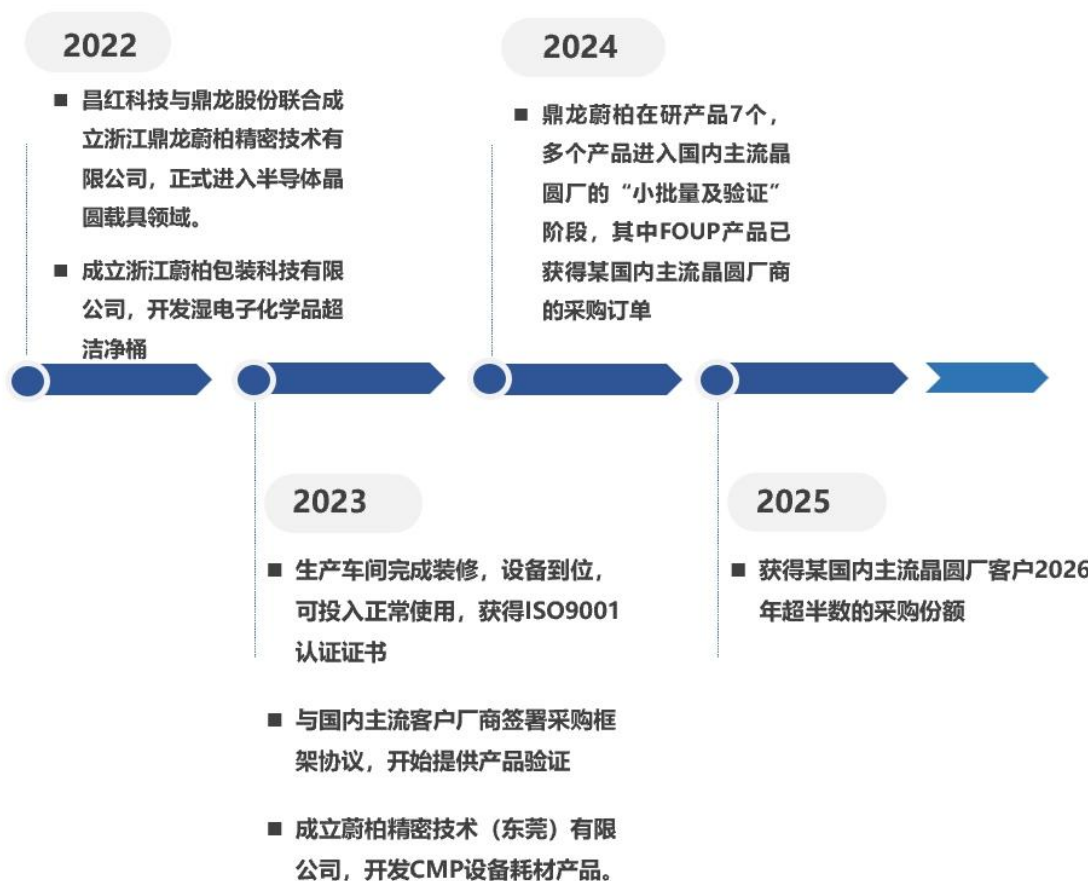 2022
■ 昌红科技与鼎龙股份联合成
立浙江鼎龙蔚柏精密技术有
限公司，正式进入半导体晶
圆载具领域。
■ 成立浙江蔚柏包装科技有限
公司，开发湿电子化学品超
洁净桶
2024
■ 鼎龙蔚柏在研产品7个，
多个产品进入国内主流晶
圆厂的“小批量及验证”
阶段，其中FOUP产品已
获得某国内主流晶圆厂商
的采购订单
2023
■ 生产车间完成装修，设备到位，
可投入正常使用，获得ISO9001
认证证书
■ 与国内主流客户厂商签署采购框
架协议，开始提供产品验证
■ 成立蔚柏精密技术（东莞）有限
公司，开发CMP设备耗材产品。
2025
■ 获得某国内主流晶圆厂客户2026
年超半数的采购份额